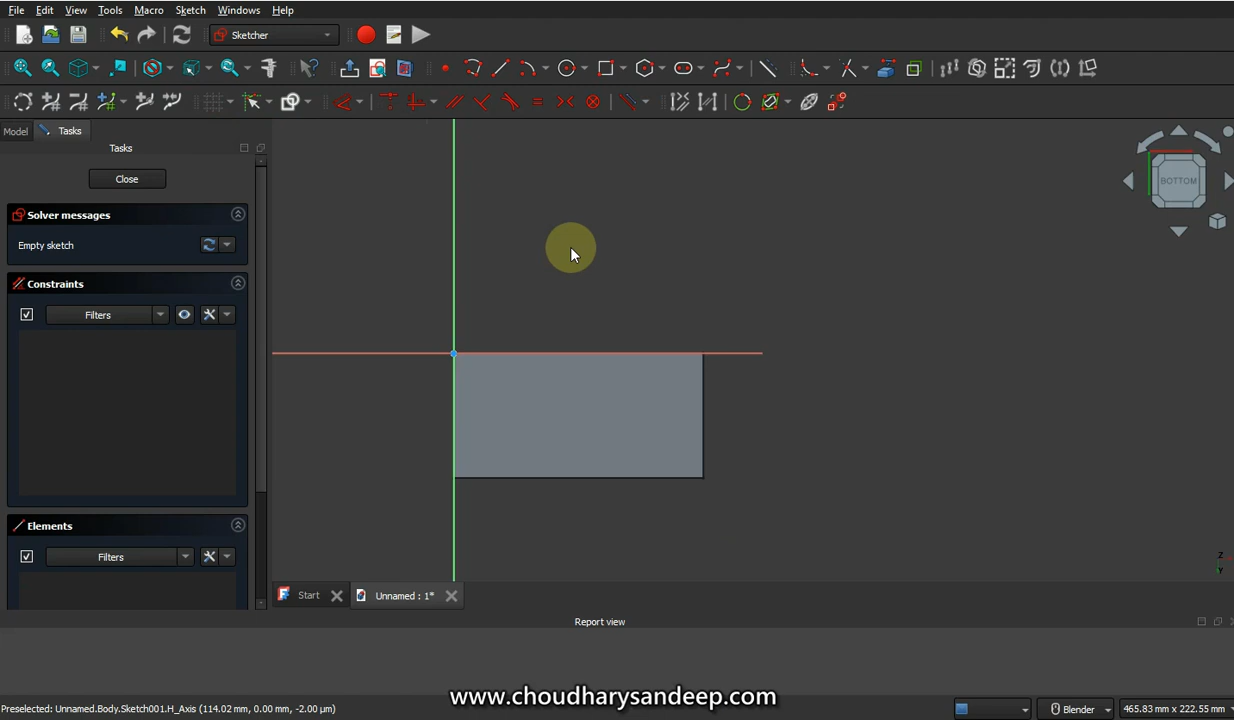 File Edit View Tools Macro Sketch Windows Help
Sketcher
Model Tasks
Tasks
Close
Solver messages
Empty sketch
Constraints
Filters
Elements
Filters
BOTTOM
Z
Y
Start Unnamed : 1*
Report view
www.choudharysandeep.com
Preselected: Unnamed.Body.Sketch001.H_Axis (114.02 mm, 0.00 mm, -2.00 μm) Blender 465.83 mm x 222.55 mm